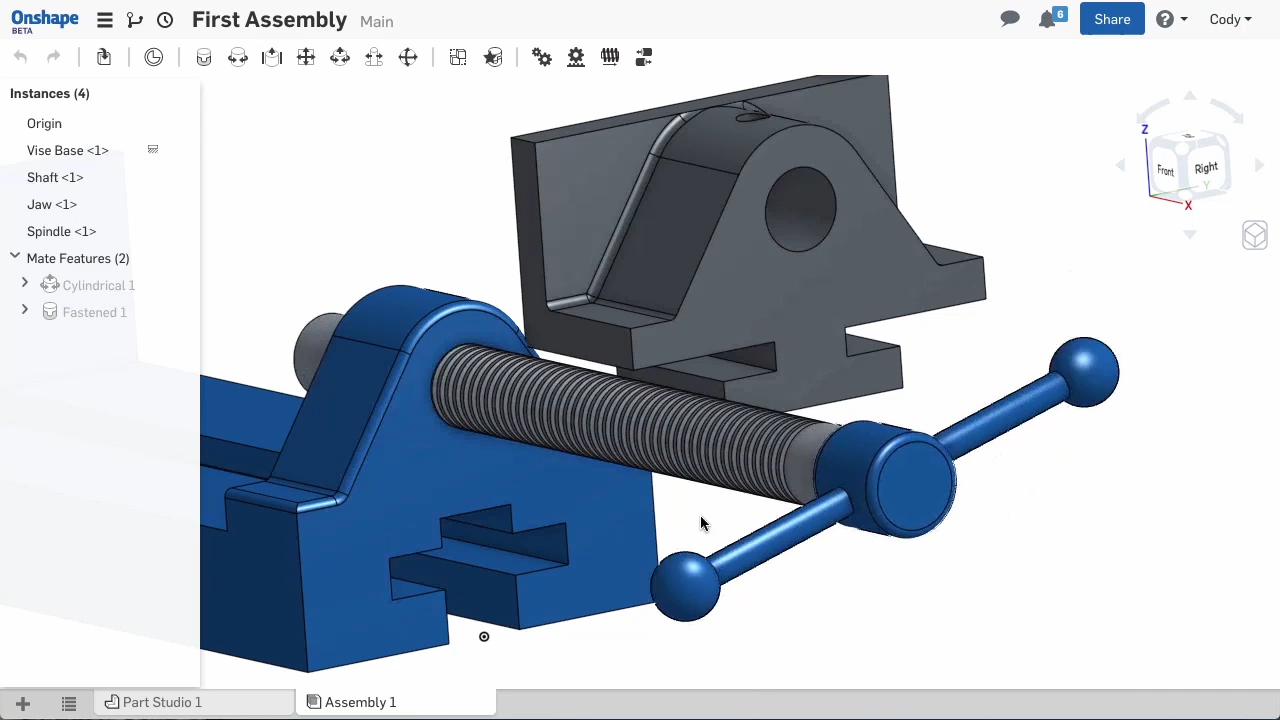 Onshape
BETA
First Assembly Main
6
Share
Cody
Instances (4)
Origin
Vise Base <1>
Shaft <1>
Jaw <1>
Spindle <1>
Mate Features (2)
Cylindrical 1
Fastened 1
Z
Front
Right
Y
X
Part Studio 1
Assembly 1